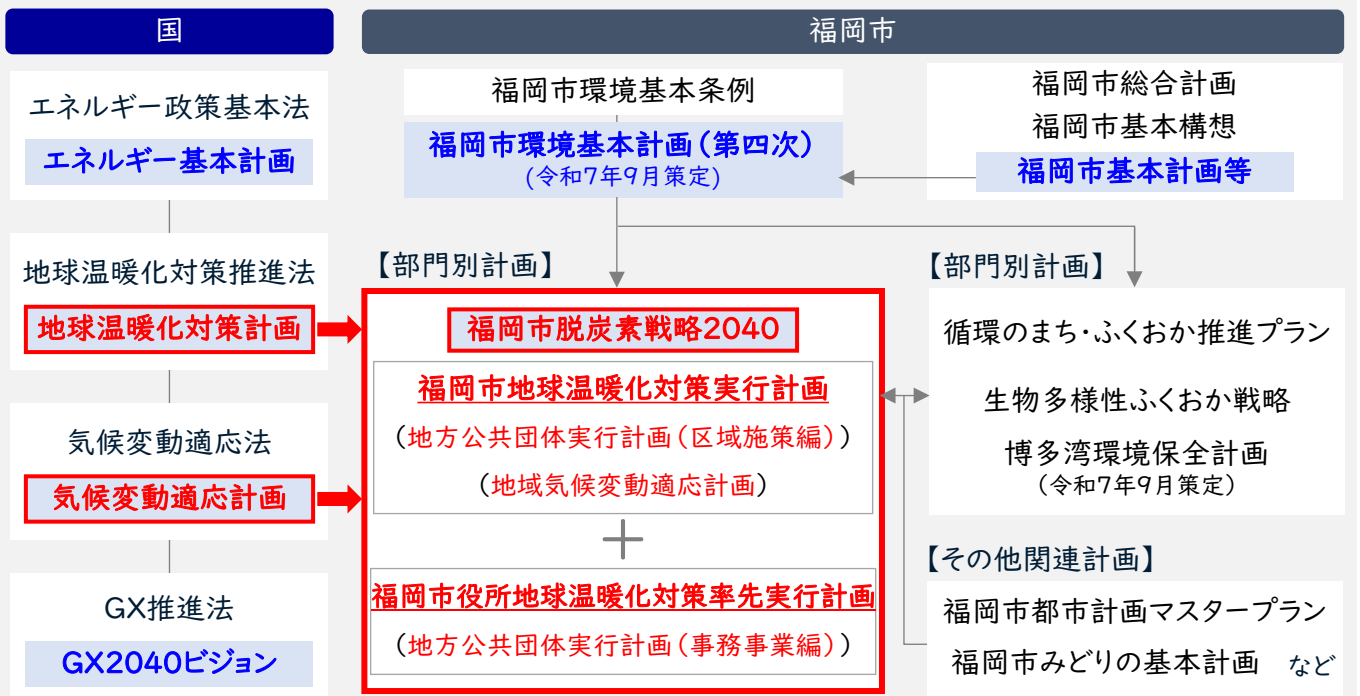 国
エネルギー政策基本法
エネルギー基本計画
地球温暖化対策推進法
地球温暖化対策計画
気候変動適応法
気候変動適応計画
GX推進法
GX2040ビジョン
福岡市
福岡市環境基本条例
福岡市環境基本計画(第四次)
(令和7年9月策定)
福岡市総合計画
福岡市基本構想
福岡市基本計画等
【部門別計画】
福岡市脱炭素戦略2040
福岡市地球温暖化対策実行計画
(地方公共団体実行計画(区域施策編))
(地域気候変動適応計画)
+
福岡市役所地球温暖化対策率先実行計画
(地方公共団体実行計画(事務事業編))
【部門別計画】
循環のまち・ふくおか推進プラン
生物多様性ふくおか戦略
博多湾環境保全計画
(令和7年9月策定)
【その他関連計画】
福岡市都市計画マスタープラン
福岡市みどりの基本計画 など